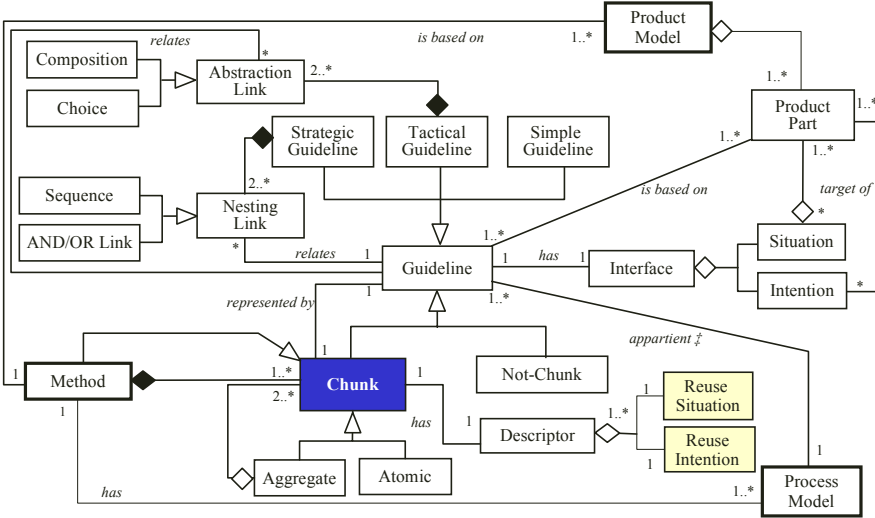 Product
Model
relates
is based on
1..*
Composition
*
Abstraction
Link
2..*
1..*
Choice
Product
Part
1..*
Strategic
Guideline
Tactical
Guideline
Simple
Guideline
1..*
1..*
2..*
is based on
target of
Sequence
Nesting
Link
*
AND/OR Link
*
relates
1
1..*
Situation
Guideline
1
has
1
Interface
Intention
*
represented by
1
1..*
appartient ‡
1
Method
1
1..*
Chunk
1
Not-Chunk
2..*
Reuse
Situation
1
1
has
1
Descriptor
1..*
Reuse
Intention
1
1
Aggregate
Atomic
Process
Model
has
1..*